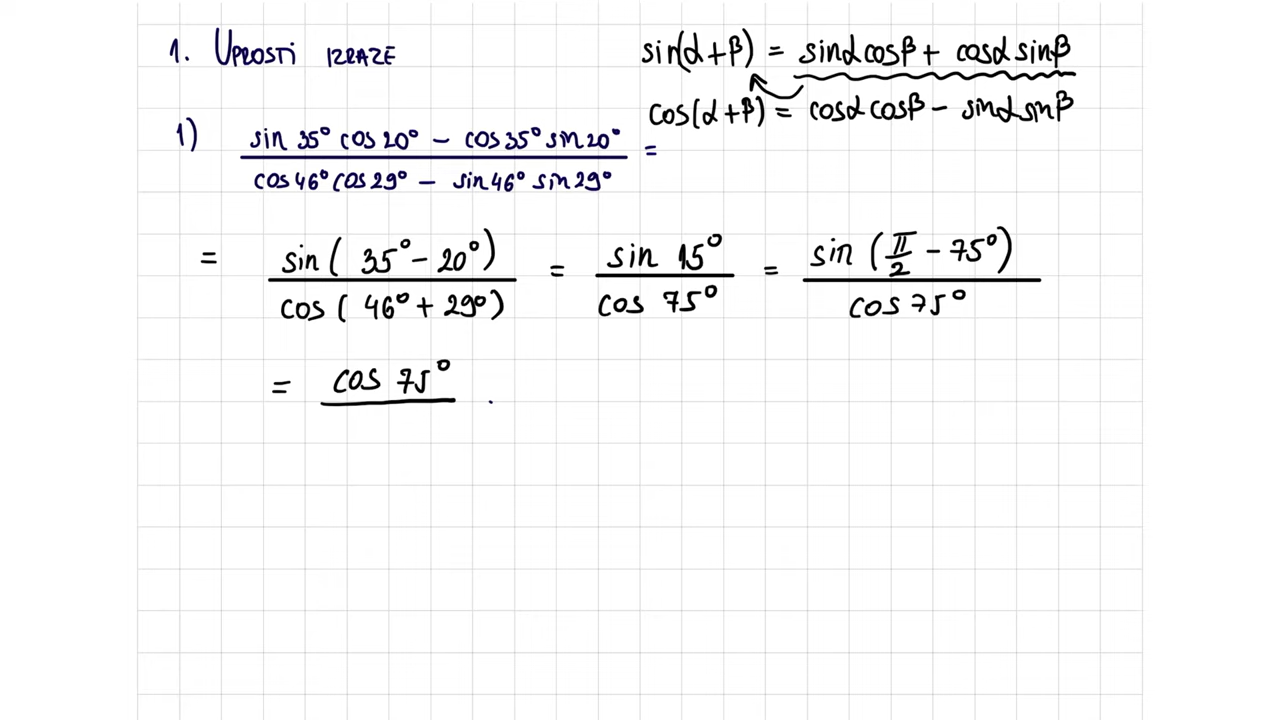 1. UPROSTI IZRAZE
sin(α+β) = sinα cosβ + cosα sinβ
cos(α+β) = cosα cosβ - sinα sinβ
1) sin 35° cos 20° - cos 35° sin 20° / cos 46° cos 29° - sin 46° sin 29° =
= sin( 35° - 20°) / cos( 46° + 29°) = sin 15° / cos 75° = sin (π/2 - 75°) / cos 75°
= cos 75°